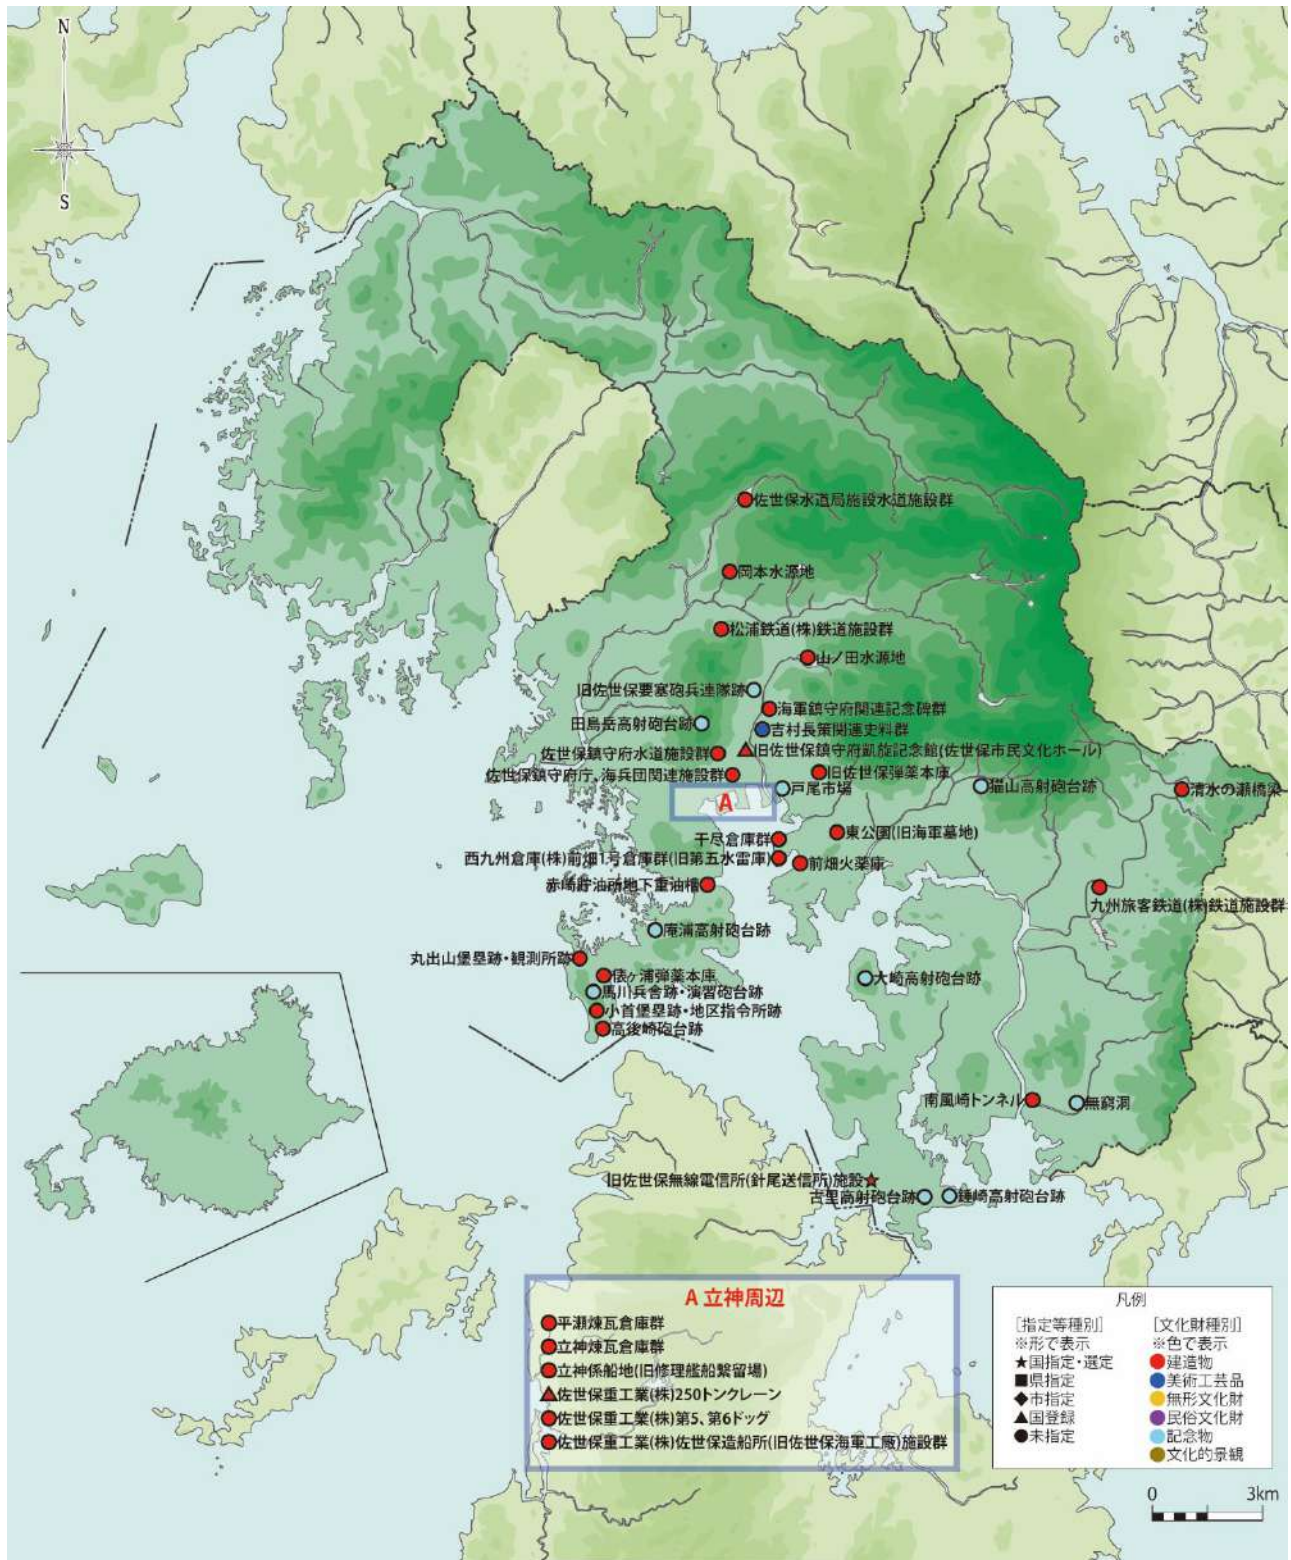 N
S
佐世保水道局施設水道施設群
岡本水源地
松浦鉄道(株)鉄道施設群
山ノ田水源地
旧佐世保要塞砲兵連隊跡
海軍鎮守府関連記念碑群
田島岳高射砲台跡
吉村長策関連史料群
佐世保鎮守府水道施設群
旧佐世保鎮守府凱旋記念館(佐世保市民文化ホール)
佐世保鎮守府庁、海兵団関連施設群
旧佐世保弾薬本庫
戸尾市場
猫山高射砲台跡
清水の瀬橋梁
A
干尽倉庫群
東公園(旧海軍墓地)
西九州倉庫(株)前畑1号倉庫群(旧第五水雷庫)
前畑火薬庫
赤崎貯油所地下重油槽
九州旅客鉄道(株)鉄道施設群
庵浦高射砲台跡
丸出山堡塁跡・観測所跡
俵ヶ浦弾薬本庫
大崎高射砲台跡
馬川兵舎跡・演習砲台跡
小首堡塁跡・地区指令所跡
高後崎砲台跡
南風崎トンネル
無窮洞
旧佐世保無線電信所(針尾送信所)施設
古里高射砲台跡
錘崎高射砲台跡
A 立神周辺
平瀬煉瓦倉庫群
立神煉瓦倉庫群
立神係船地(旧修理艦船繋留場)
佐世保重工業(株)250トンクレーン
佐世保重工業(株)第5、第6ドッグ
佐世保重工業(株)佐世保造船所(旧佐世保海軍工廠)施設群
凡例
[指定等種別]
※形で表示
★国指定・選定
■県指定
◆市指定
▲国登録
●未指定
[文化財種別]
※色で表示
建造物
美術工芸品
無形文化財
民俗文化財
記念物
文化的景観
0 3km